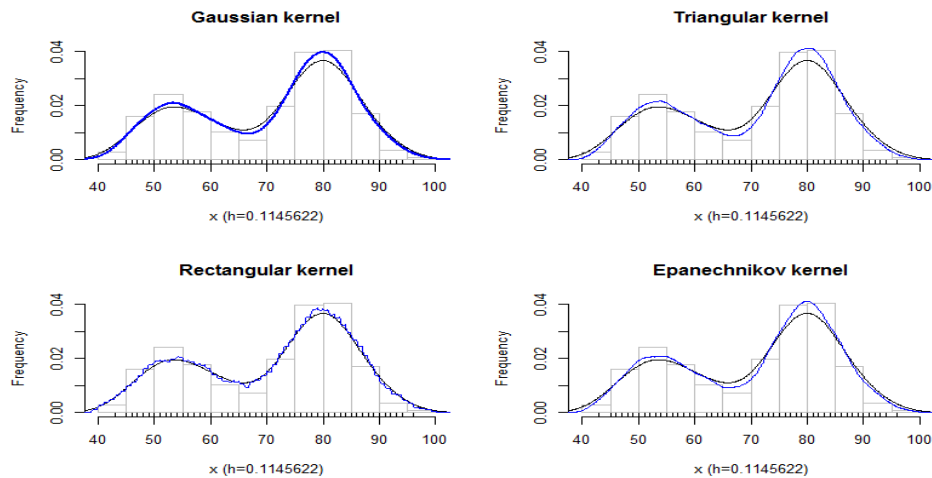 Gaussian kernel
Frequency
0.00 0.02 0.04
40 50 60 70 80 90 100
x (h=0.1145622)
Triangular kernel
Frequency
0.00 0.02 0.04
40 50 60 70 80 90 100
x (h=0.1145622)
Rectangular kernel
Frequency
0.00 0.02 0.04
40 50 60 70 80 90 100
x (h=0.1145622)
Epanechnikov kernel
Frequency
0.00 0.02 0.04
40 50 60 70 80 90 100
x (h=0.1145622)